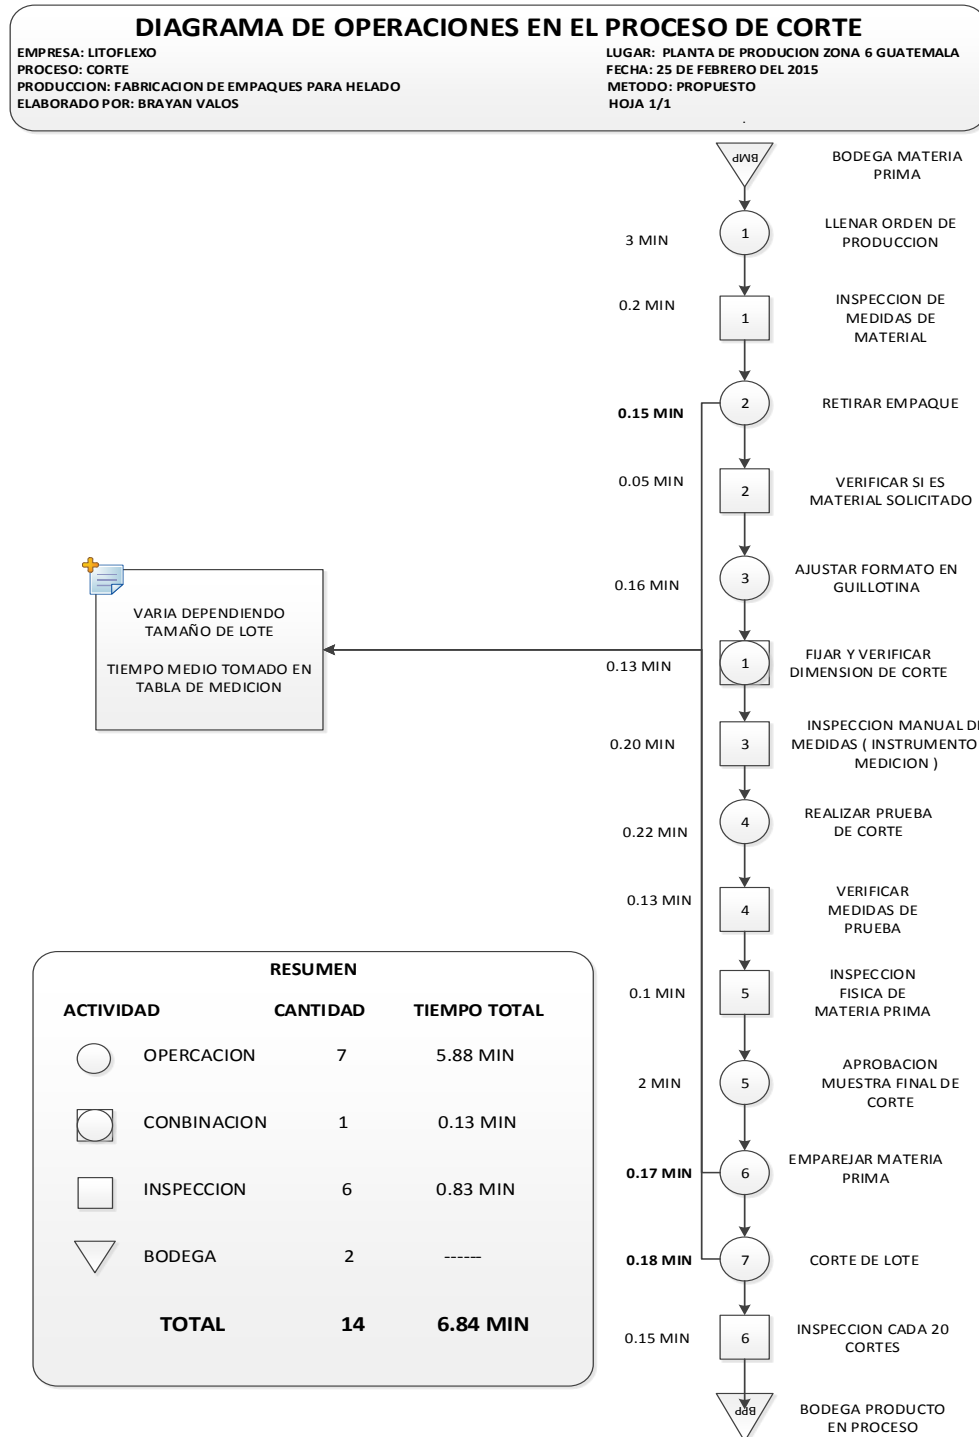 DIAGRAMA DE OPERACIONES EN EL PROCESO DE CORTE
EMPRESA: LITOFLEXO
PROCESO: CORTE
PRODUCCION: FABRICACION DE EMPAQUES PARA HELADO
ELABORADO POR: BRAYAN VALOS
LUGAR: PLANTA DE PRODUCION ZONA 6 GUATEMALA
FECHA: 25 DE FEBRERO DEL 2015
METODO: PROPUESTO
HOJA 1/1
.
BMP
BODEGA MATERIA
PRIMA
3 MIN
1
LLENAR ORDEN DE
PRODUCCION
0.2 MIN
1
INSPECCION DE
MEDIDAS DE
MATERIAL
0.15 MIN
2
RETIRAR EMPAQUE
0.05 MIN
2
VERIFICAR SI ES
MATERIAL SOLICITADO
0.16 MIN
3
AJUSTAR FORMATO EN
GUILLOTINA
VARIA DEPENDIENDO
TAMAÑO DE LOTE
TIEMPO MEDIO TOMADO EN
TABLA DE MEDICION
0.13 MIN
1
FIJAR Y VERIFICAR
DIMENSION DE CORTE
0.20 MIN
3
INSPECCION MANUAL DE
MEDIDAS ( INSTRUMENTO
MEDICION )
0.22 MIN
4
REALIZAR PRUEBA
DE CORTE
0.13 MIN
4
VERIFICAR
MEDIDAS DE
PRUEBA
0.1 MIN
5
INSPECCION
FISICA DE
MATERIA PRIMA
2 MIN
5
APROBACION
MUESTRA FINAL DE
CORTE
0.17 MIN
6
EMPAREJAR MATERIA
PRIMA
0.18 MIN
7
CORTE DE LOTE
0.15 MIN
6
INSPECCION CADA 20
CORTES
BPP
BODEGA PRODUCTO
EN PROCESO
RESUMEN
ACTIVIDAD CANTIDAD TIEMPO TOTAL
OPERCACION 7 5.88 MIN
CONBINACION 1 0.13 MIN
INSPECCION 6 0.83 MIN
BODEGA 2 ------
TOTAL 14 6.84 MIN